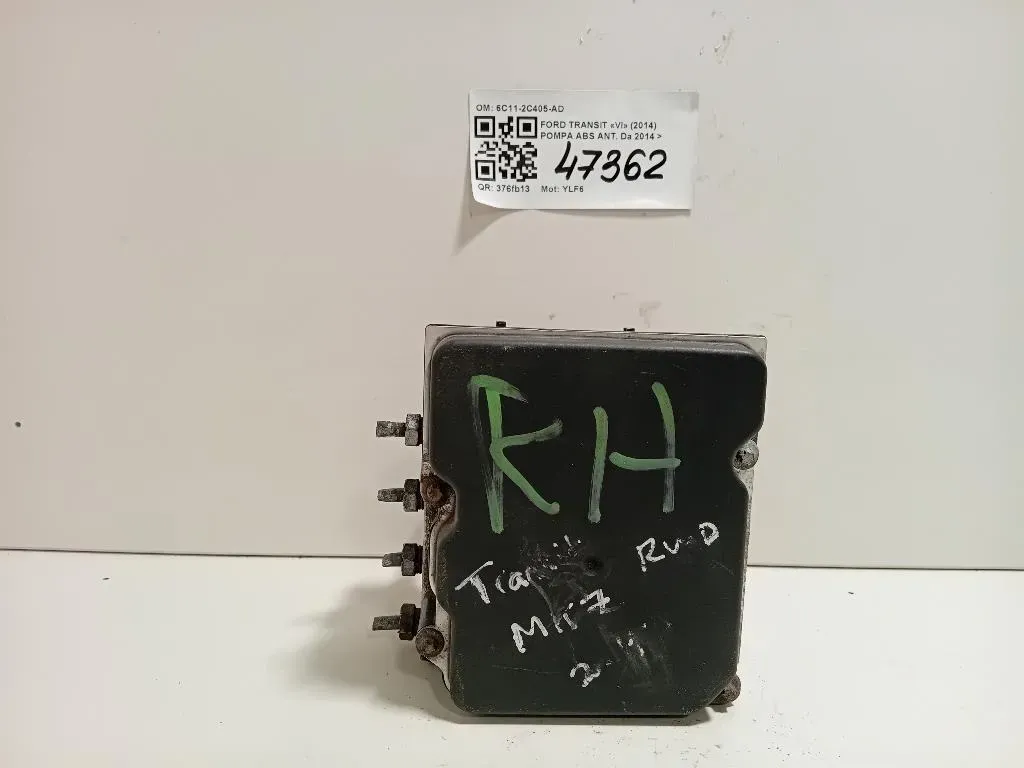 OM: 6C11-2C405-AD
FORD TRANSIT «VI» (2014)
POMPA ABS ANT. Da 2014 >
47362
QR: 376fb13 Mot: YLF6
RH
RWD